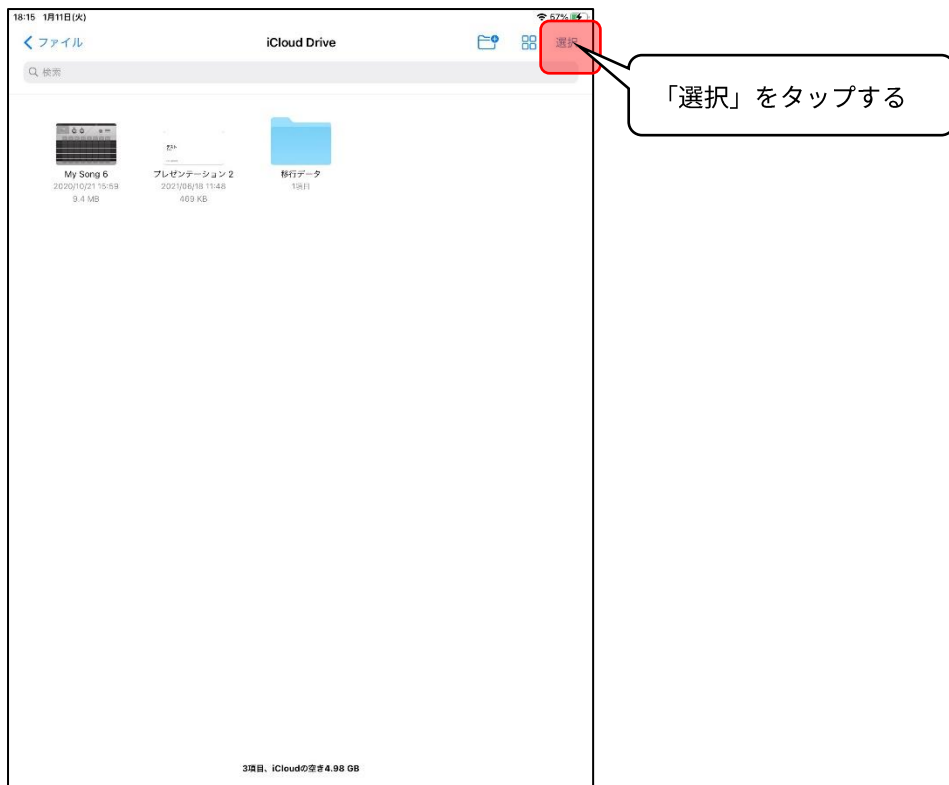 18:15 1月11日(火)
57%
ファイル
iCloud Drive
選択
検索
「選択」をタップする
My Song 6
2020/10/21 15:59
9.4 MB
プレゼンテーション 2
2021/06/18 11:48
469 KB
移行データ
1項目
3項目、iCloudの空き4.98 GB